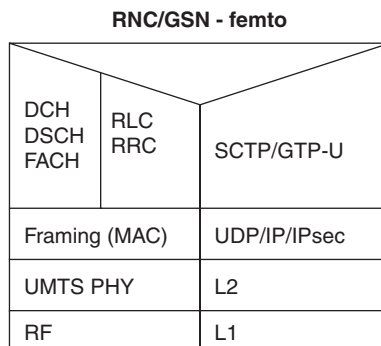 RNC/GSN - femto
DCH
DSCH
FACH
RLC
RRC
SCTP/GTP-U
Framing (MAC)
UDP/IP/IPsec
UMTS PHY
L2
RF
L1